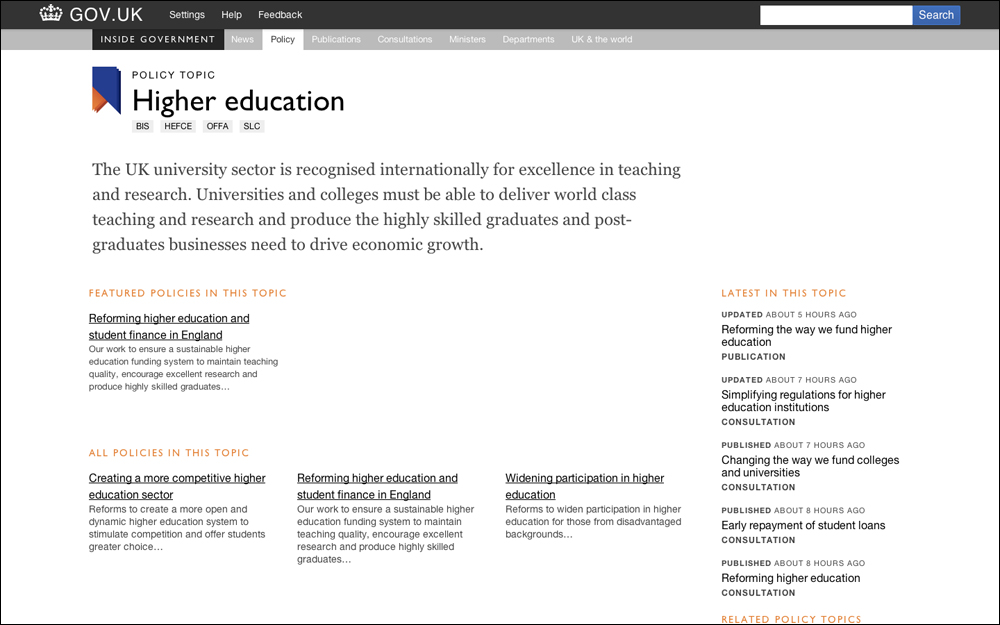 GOV.UK Settings Help Feedback Search
INSIDE GOVERNMENT News Policy Publications Consultations Ministers Departments UK & the world
POLICY TOPIC
Higher education
BIS HEFCE OFFA SLC
The UK university sector is recognised internationally for excellence in teaching
and research. Universities and colleges must be able to deliver world class
teaching and research and produce the highly skilled graduates and post-
graduates businesses need to drive economic growth.
FEATURED POLICIES IN THIS TOPIC
Reforming higher education and
student finance in England
Our work to ensure a sustainable higher
education funding system to maintain teaching
quality, encourage excellent research and
produce highly skilled graduates…
ALL POLICIES IN THIS TOPIC
Creating a more competitive higher
education sector
Reforms to create a more open and
dynamic higher education system to
stimulate competition and offer students
greater choice…
Reforming higher education and
student finance in England
Our work to ensure a sustainable higher
education funding system to maintain
teaching quality, encourage excellent
research and produce highly skilled
graduates…
Widening participation in higher
education
Reforms to widen participation in higher
education for those from disadvantaged
backgrounds…
LATEST IN THIS TOPIC
UPDATED ABOUT 5 HOURS AGO
Reforming the way we fund higher
education
PUBLICATION
UPDATED ABOUT 7 HOURS AGO
Simplifying regulations for higher
education institutions
CONSULTATION
PUBLISHED ABOUT 7 HOURS AGO
Changing the way we fund colleges
and universities
CONSULTATION
PUBLISHED ABOUT 8 HOURS AGO
Early repayment of student loans
CONSULTATION
PUBLISHED ABOUT 8 HOURS AGO
Reforming higher education
CONSULTATION
RELATED POLICY TOPICS